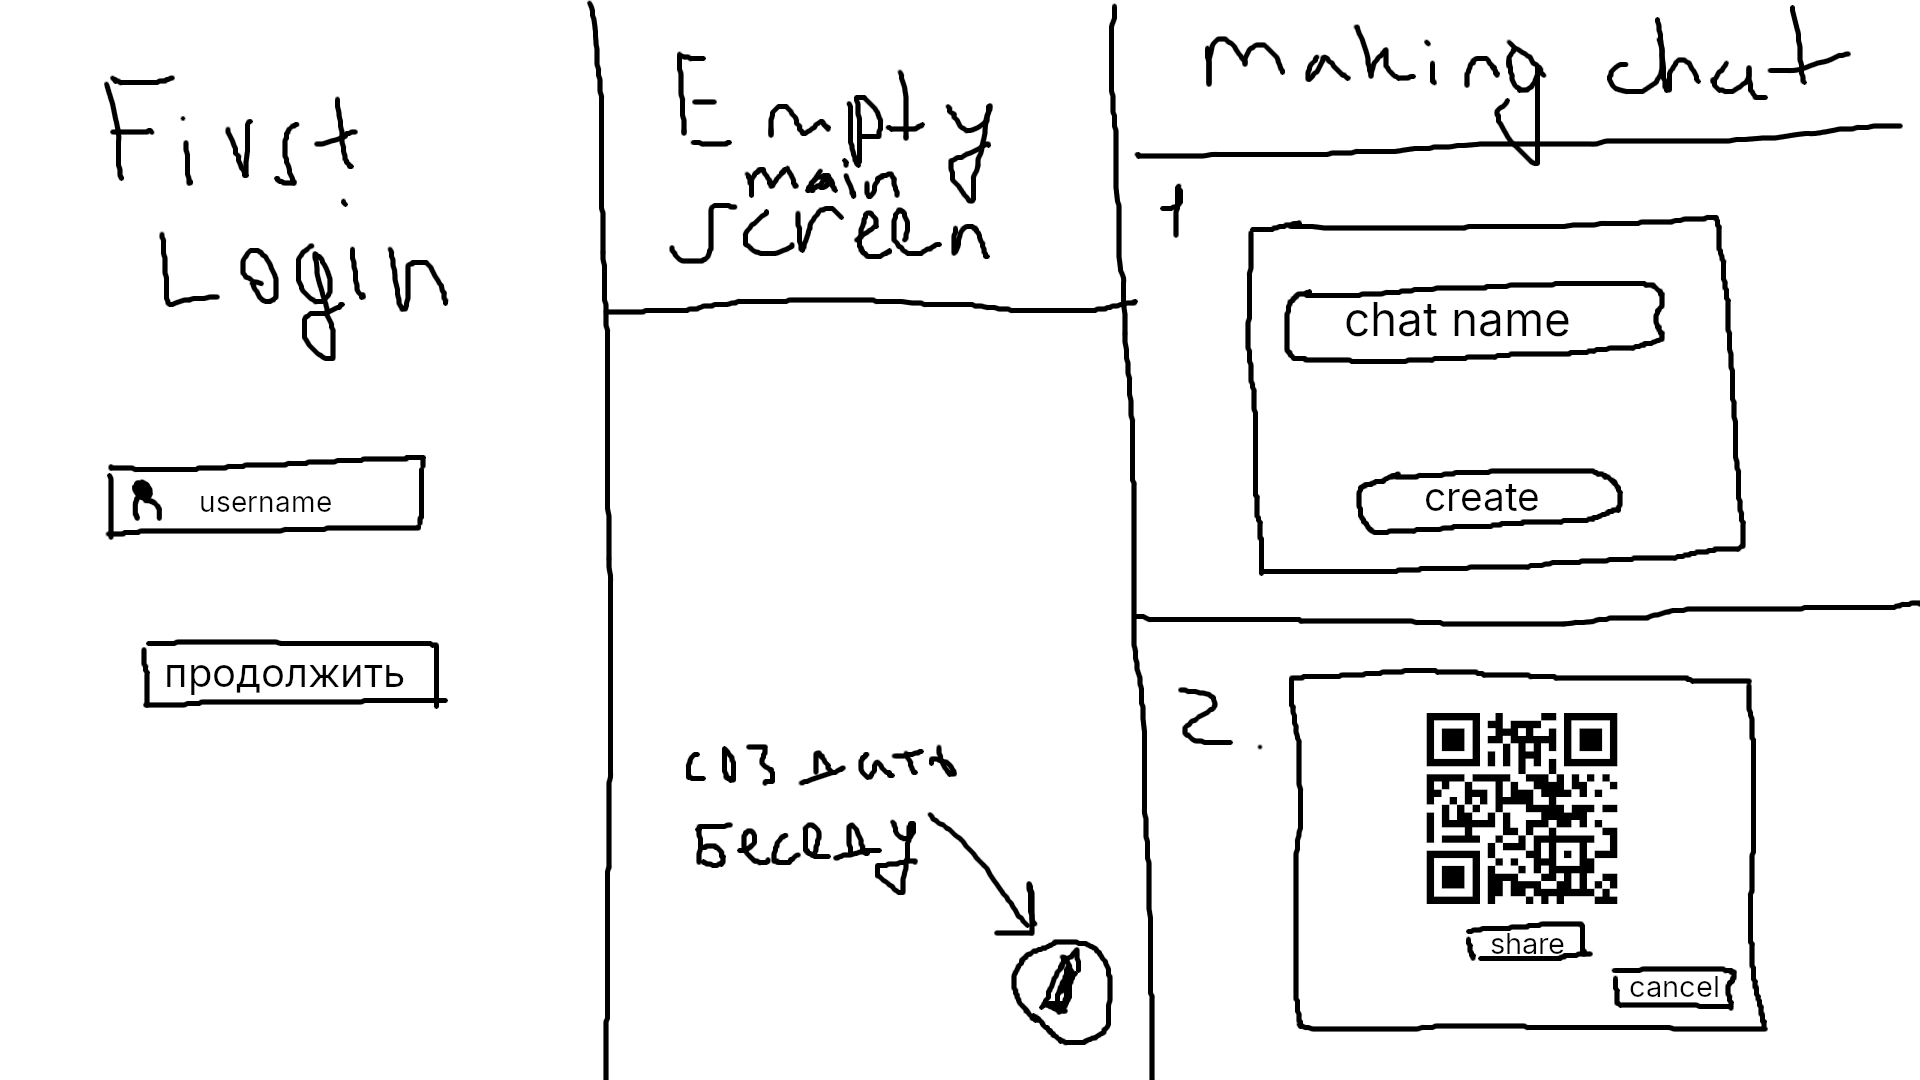 First
Login
username
продолжить
Empty
main
screen
создать
беседу
making chat
1
chat name
create
2.
share
cancel